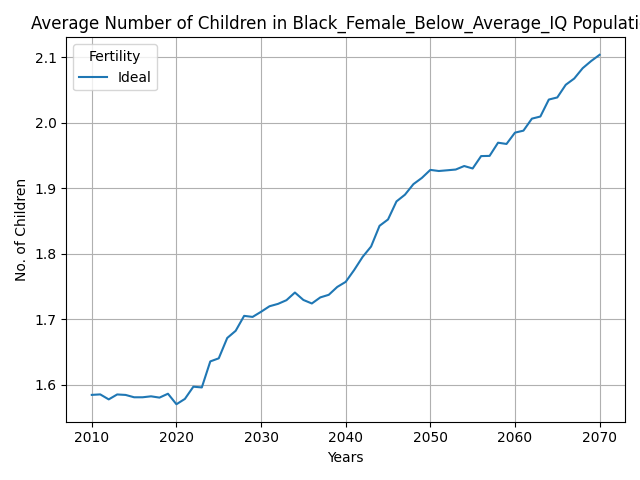 Average Number of Children in Black_Female_Below_Average_IQ Populati
Fertility
Ideal
No. of Children
2.1
2.0
1.9
1.8
1.7
1.6
2010 2020 2030 2040 2050 2060 2070
Years